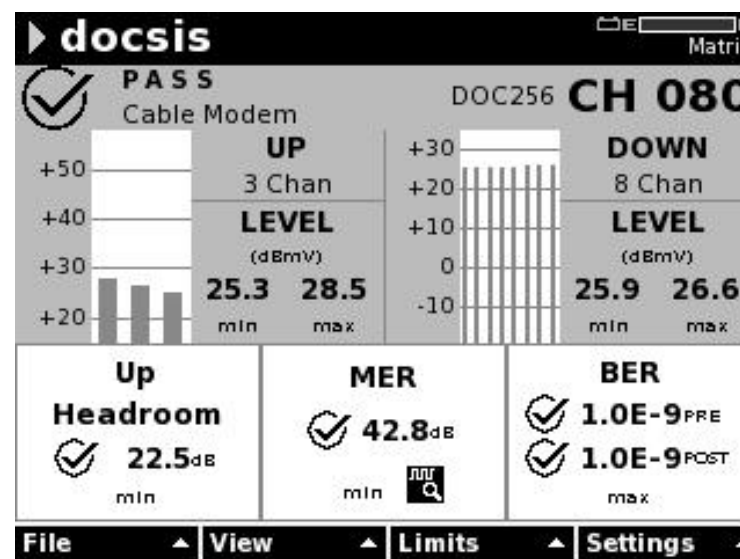 docsis
E
Matri
PASS
Cable Modem
DOC256 CH 080
UP
3 Chan
LEVEL
(dBmV)
25.3 28.5
min max
+50
+40
+30
+20
DOWN
8 Chan
LEVEL
(dBmV)
25.9 26.6
min max
+30
+20
+10
0
-10
Up
Headroom
22.5dB
min
MER
42.8dB
min
BER
1.0E-9PRE
1.0E-9POST
max
File View Limits Settings